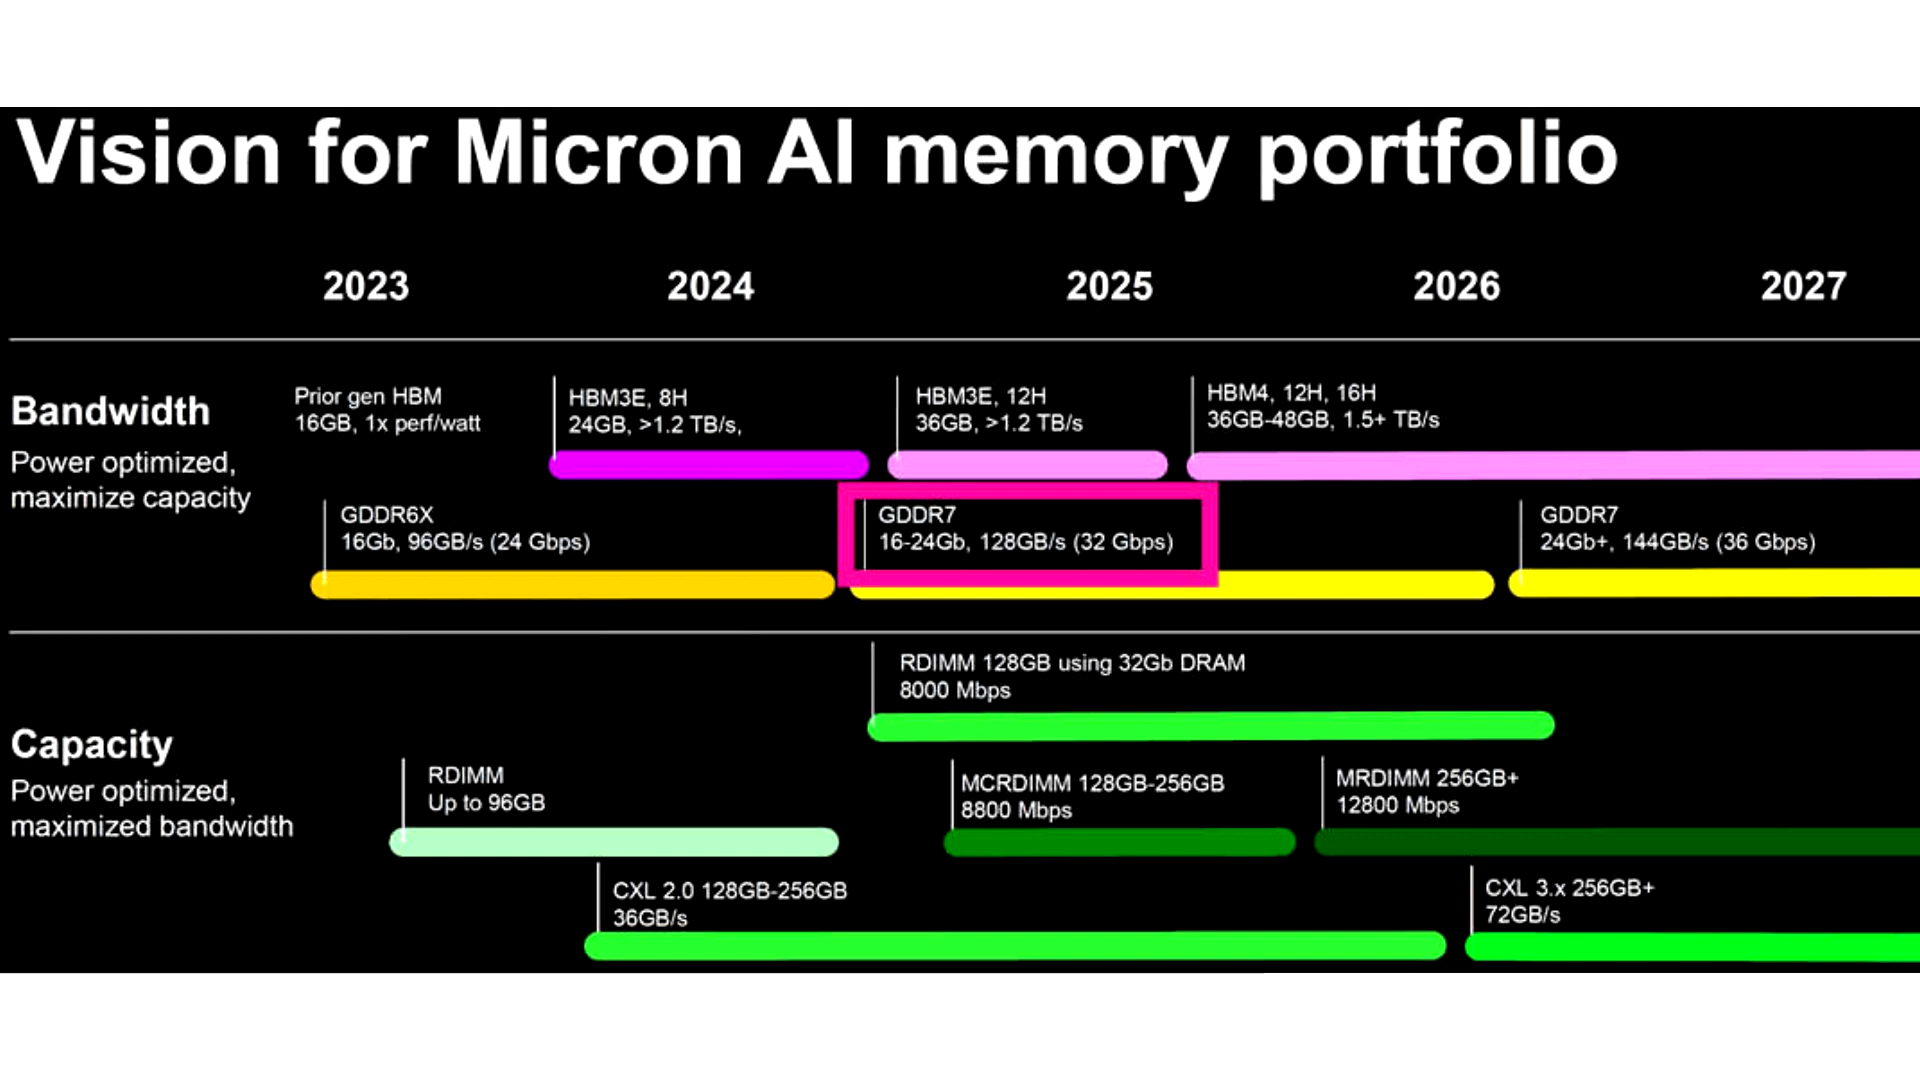 Vision for Micron AI memory portfolio
2023
2024
2025
2026
2027
Bandwidth
Power optimized,
maximize capacity
Prior gen HBM
16GB, 1x perf/watt
HBM3E, 8H
24GB, >1.2 TB/s,
HBM3E, 12H
36GB, >1.2 TB/s
HBM4, 12H, 16H
36GB-48GB, 1.5+ TB/s
GDDR6X
16Gb, 96GB/s (24 Gbps)
GDDR7
16-24Gb, 128GB/s (32 Gbps)
GDDR7
24Gb+, 144GB/s (36 Gbps)
Capacity
Power optimized,
maximized bandwidth
RDIMM 128GB using 32Gb DRAM
8000 Mbps
RDIMM
Up to 96GB
MCRDIMM 128GB-256GB
8800 Mbps
MRDIMM 256GB+
12800 Mbps
CXL 2.0 128GB-256GB
36GB/s
CXL 3.x 256GB+
72GB/s